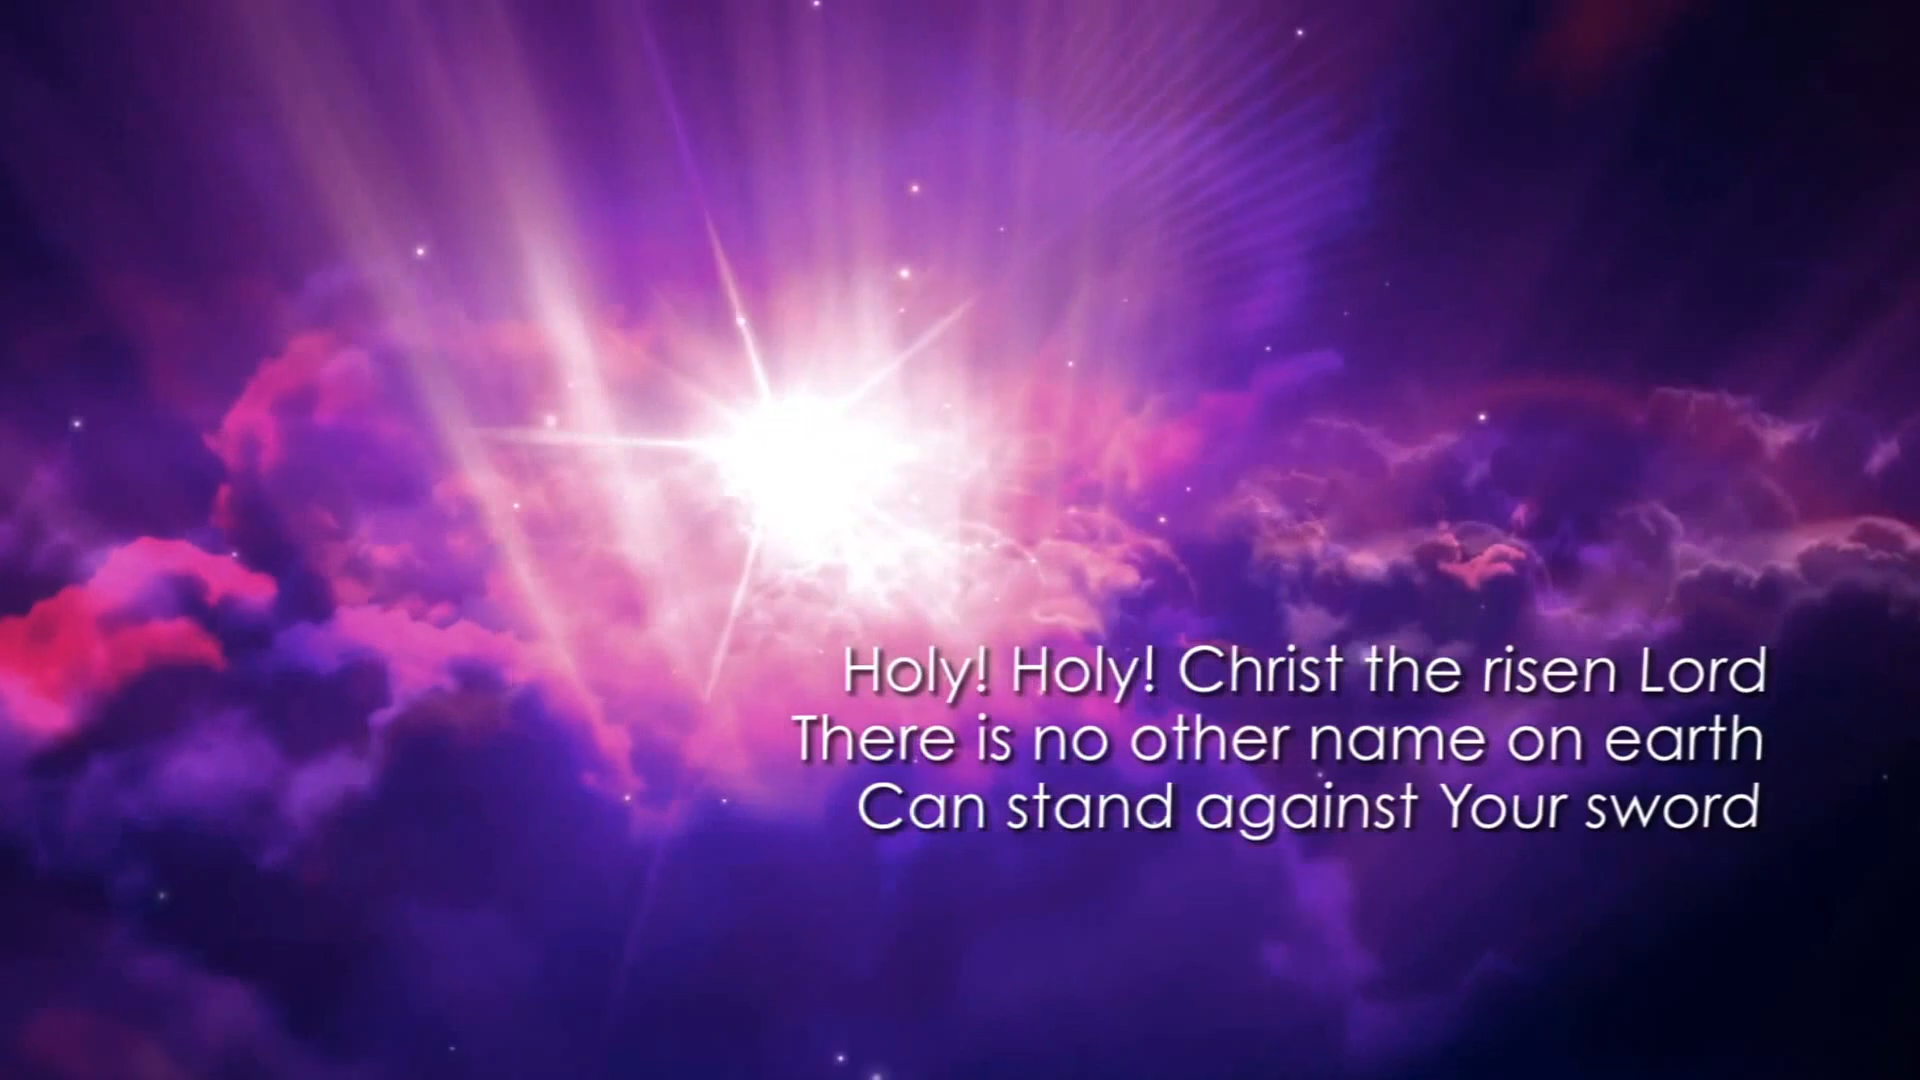 Holy! Holy! Christ the risen Lord
There is no other name on earth
Can stand against Your sword